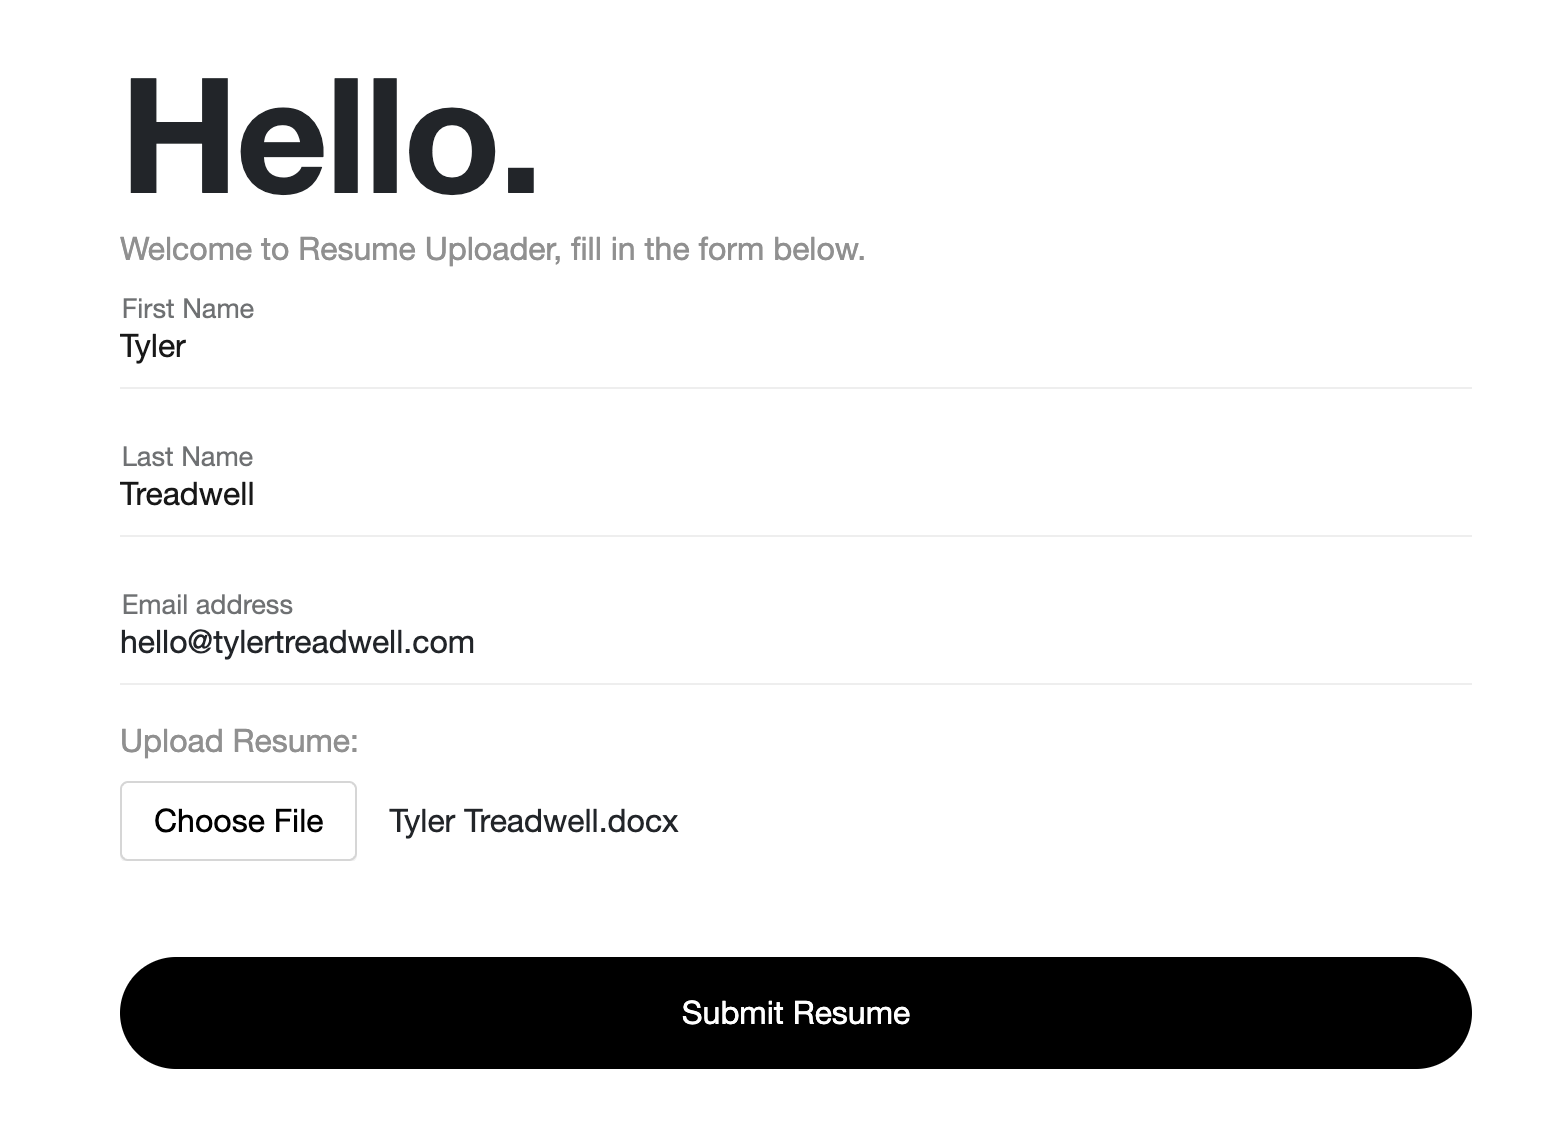 Hello.
Welcome to Resume Uploader, fill in the form below.
First Name
Tyler
Last Name
Treadwell
Email address
hello@tylertreadwell.com
Upload Resume:
Choose File Tyler Treadwell.docx
Submit Resume